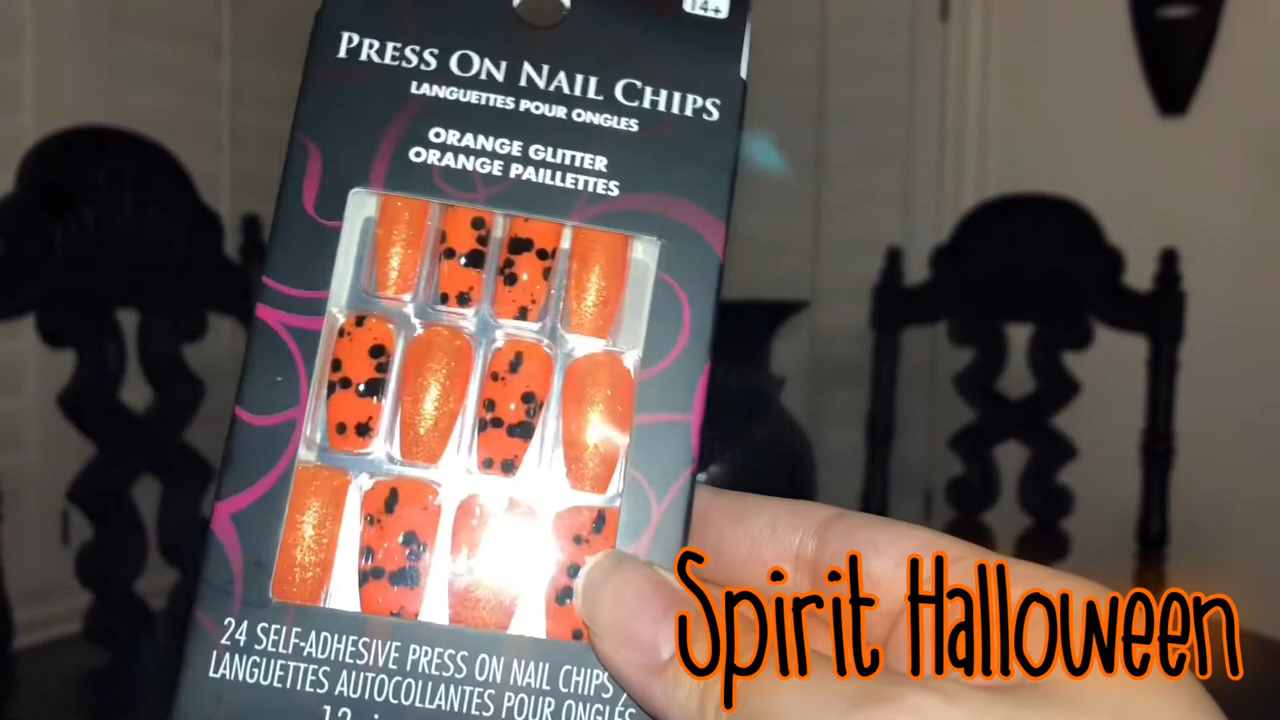 14+
PRESS ON NAIL CHIPS
LANGUETTES POUR ONGLES
ORANGE GLITTER
ORANGE PAILLETTES
24 SELF-ADHESIVE PRESS ON NAIL CHIPS /
LANGUETTES AUTOCOLLANTES POUR ONGLES
Spirit Halloween